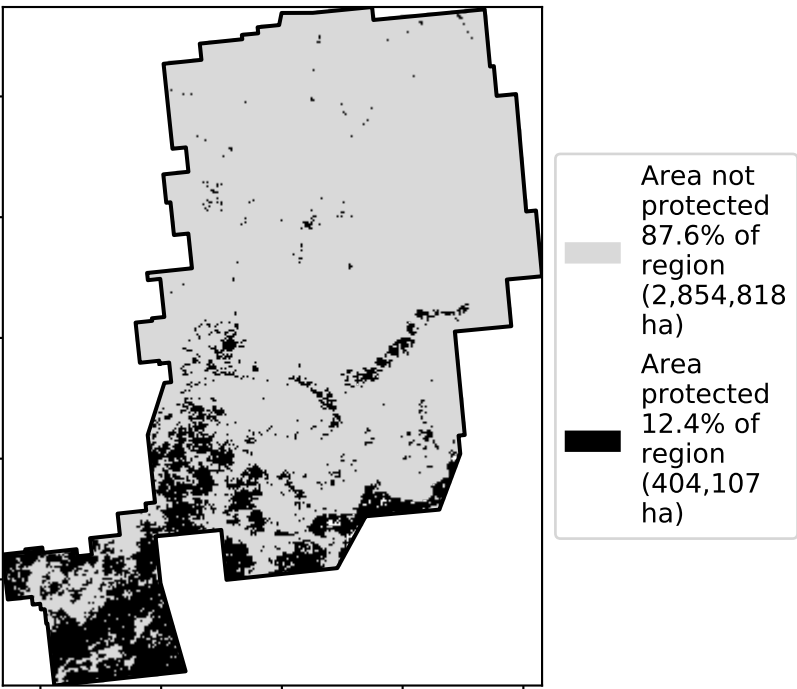 Area not
protected
87.6% of
region
(2,854,818
ha)
Area
protected
12.4% of
region
(404,107
ha)